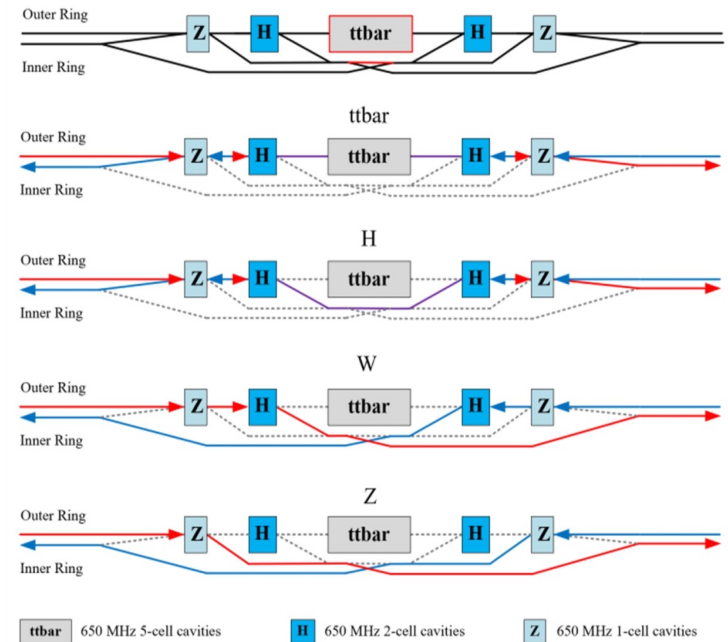 Outer Ring
Z H ttbar H Z
Inner Ring
ttbar
Outer Ring
Z H ttbar H Z
Inner Ring
H
Outer Ring
Z H ttbar H Z
Inner Ring
W
Outer Ring
Z H ttbar H Z
Inner Ring
Z
Outer Ring
Z H ttbar H Z
Inner Ring
ttbar 650 MHz 5-cell cavities H 650 MHz 2-cell cavities Z 650 MHz 1-cell cavities